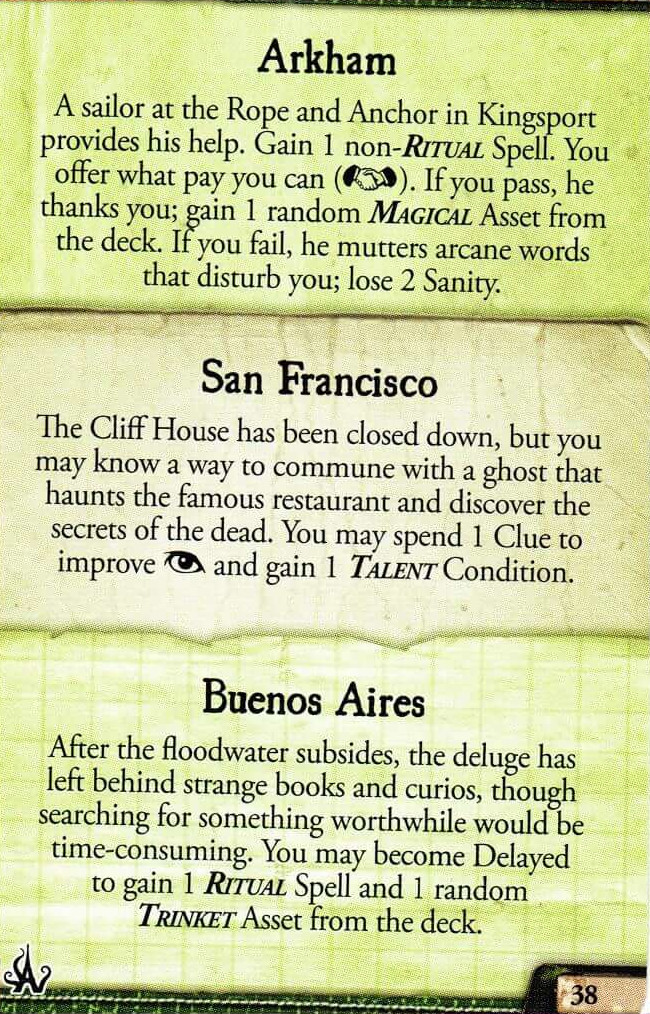 Arkham
A sailor at the Rope and Anchor in Kingsport
provides his help. Gain 1 non-RITUAL Spell. You
offer what pay you can (). If you pass, he
thanks you; gain 1 random MAGICAL Asset from
the deck. If you fail, he mutters arcane words
that disturb you; lose 2 Sanity.
San Francisco
The Cliff House has been closed down, but you
may know a way to commune with a ghost that
haunts the famous restaurant and discover the
secrets of the dead. You may spend 1 Clue to
improve and gain 1 TALENT Condition.
Buenos Aires
After the floodwater subsides, the deluge has
left behind strange books and curios, though
searching for something worthwhile would be
time-consuming. You may become Delayed
to gain 1 RITUAL Spell and 1 random
TRINKET Asset from the deck.
38